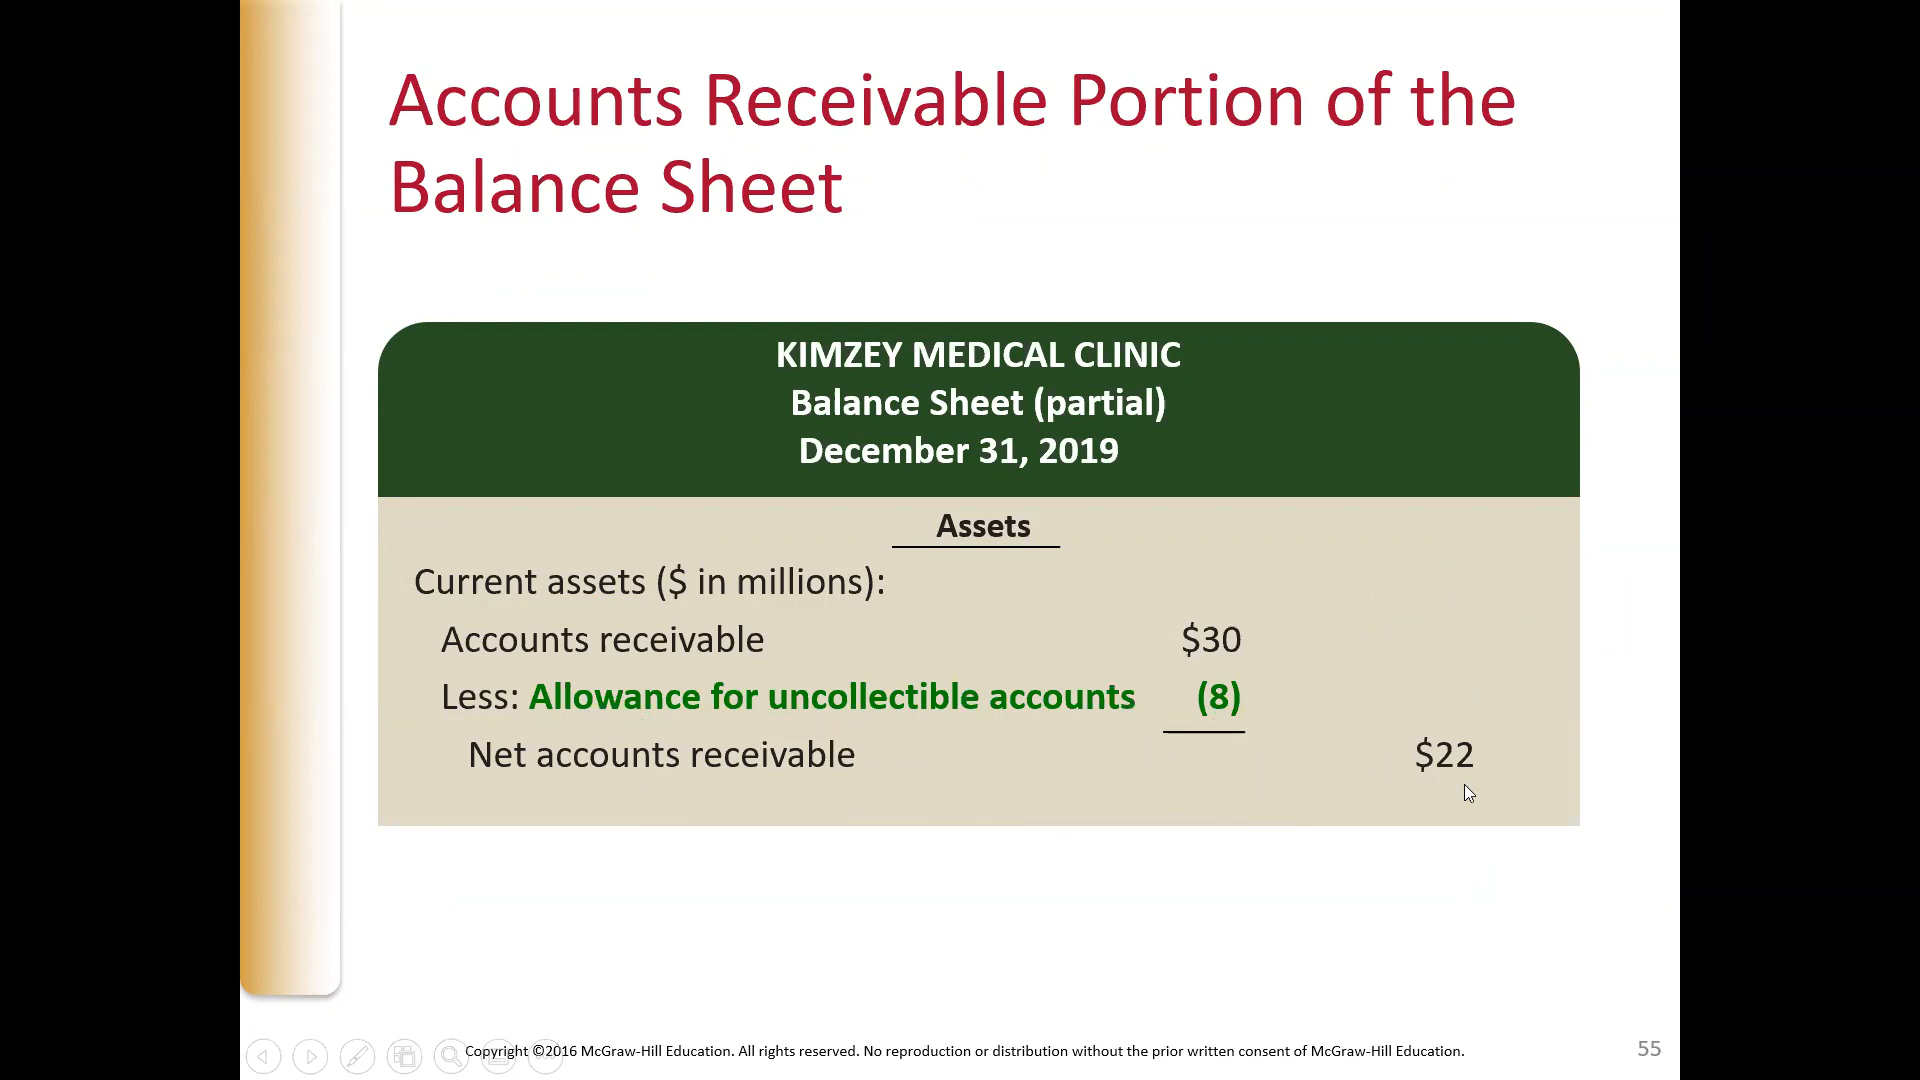 Accounts Receivable Portion of the
Balance Sheet
KIMZEY MEDICAL CLINIC
Balance Sheet (partial)
December 31, 2019
Assets
Current assets ($ in millions):
Accounts receivable $30
Less: Allowance for uncollectible accounts (8)
Net accounts receivable $22
Copyright ©2016 McGraw-Hill Education. All rights reserved. No reproduction or distribution without the prior written consent of McGraw-Hill Education.
55